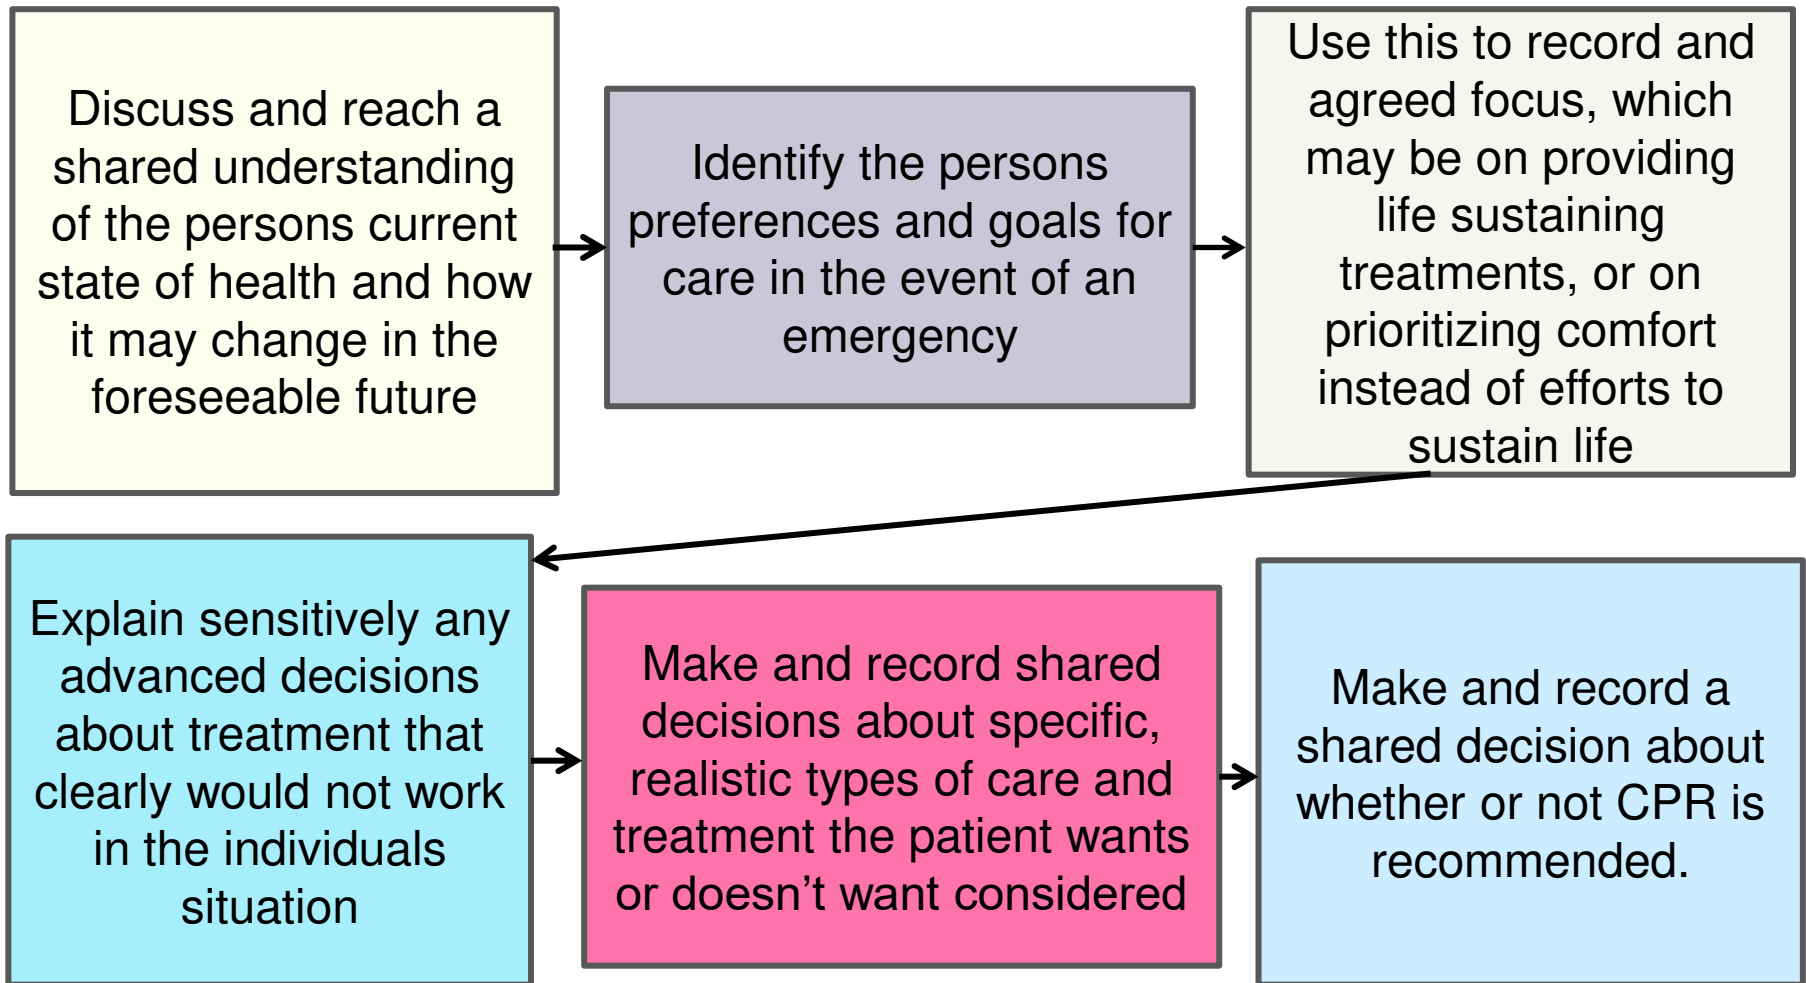 Discuss and reach a
shared understanding
of the persons current
state of health and how
it may change in the
foreseeable future
Identify the persons
preferences and goals for
care in the event of an
emergency
Use this to record and
agreed focus, which
may be on providing
life sustaining
treatments, or on
prioritizing comfort
instead of efforts to
sustain life
Explain sensitively any
advanced decisions
about treatment that
clearly would not work
in the individuals
situation
Make and record shared
decisions about specific,
realistic types of care and
treatment the patient wants
or doesn’t want considered
Make and record a
shared decision about
whether or not CPR is
recommended.